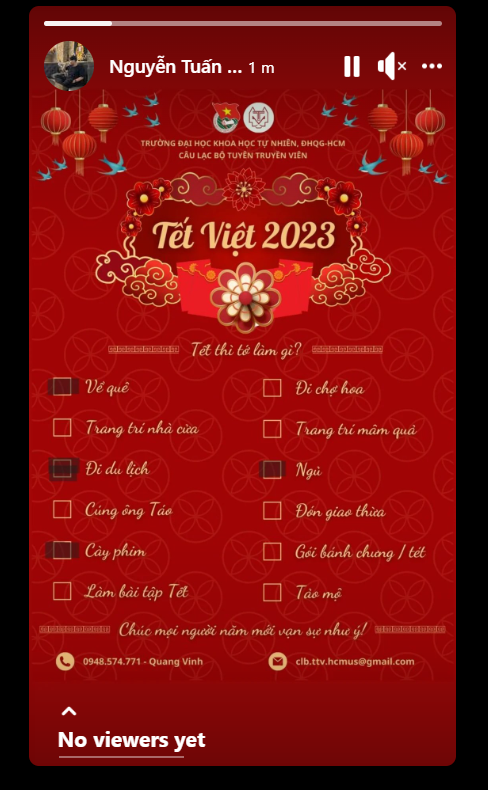 Nguyễn Tuấn ... 1 m
TRƯỜNG ĐẠI HỌC KHOA HỌC TỰ NHIÊN, ĐHQG-HCM
CÂU LẠC BỘ TUYÊN TRUYỀN VIÊN
Tết Việt 2023
Tết thì tớ làm gì?
Về quê
Đi chợ hoa
Trang trí nhà cửa
Trang trí mâm quả
Đi du lịch
Ngủ
Cúng ông Táo
Đón giao thừa
Cày phim
Gói bánh chưng / tét
Làm bài tập Tết
Tảo mộ
Chúc mọi người năm mới vạn sự như ý!
0948.574.771 - Quang Vinh
clb.ttv.hcmus@gmail.com
No viewers yet